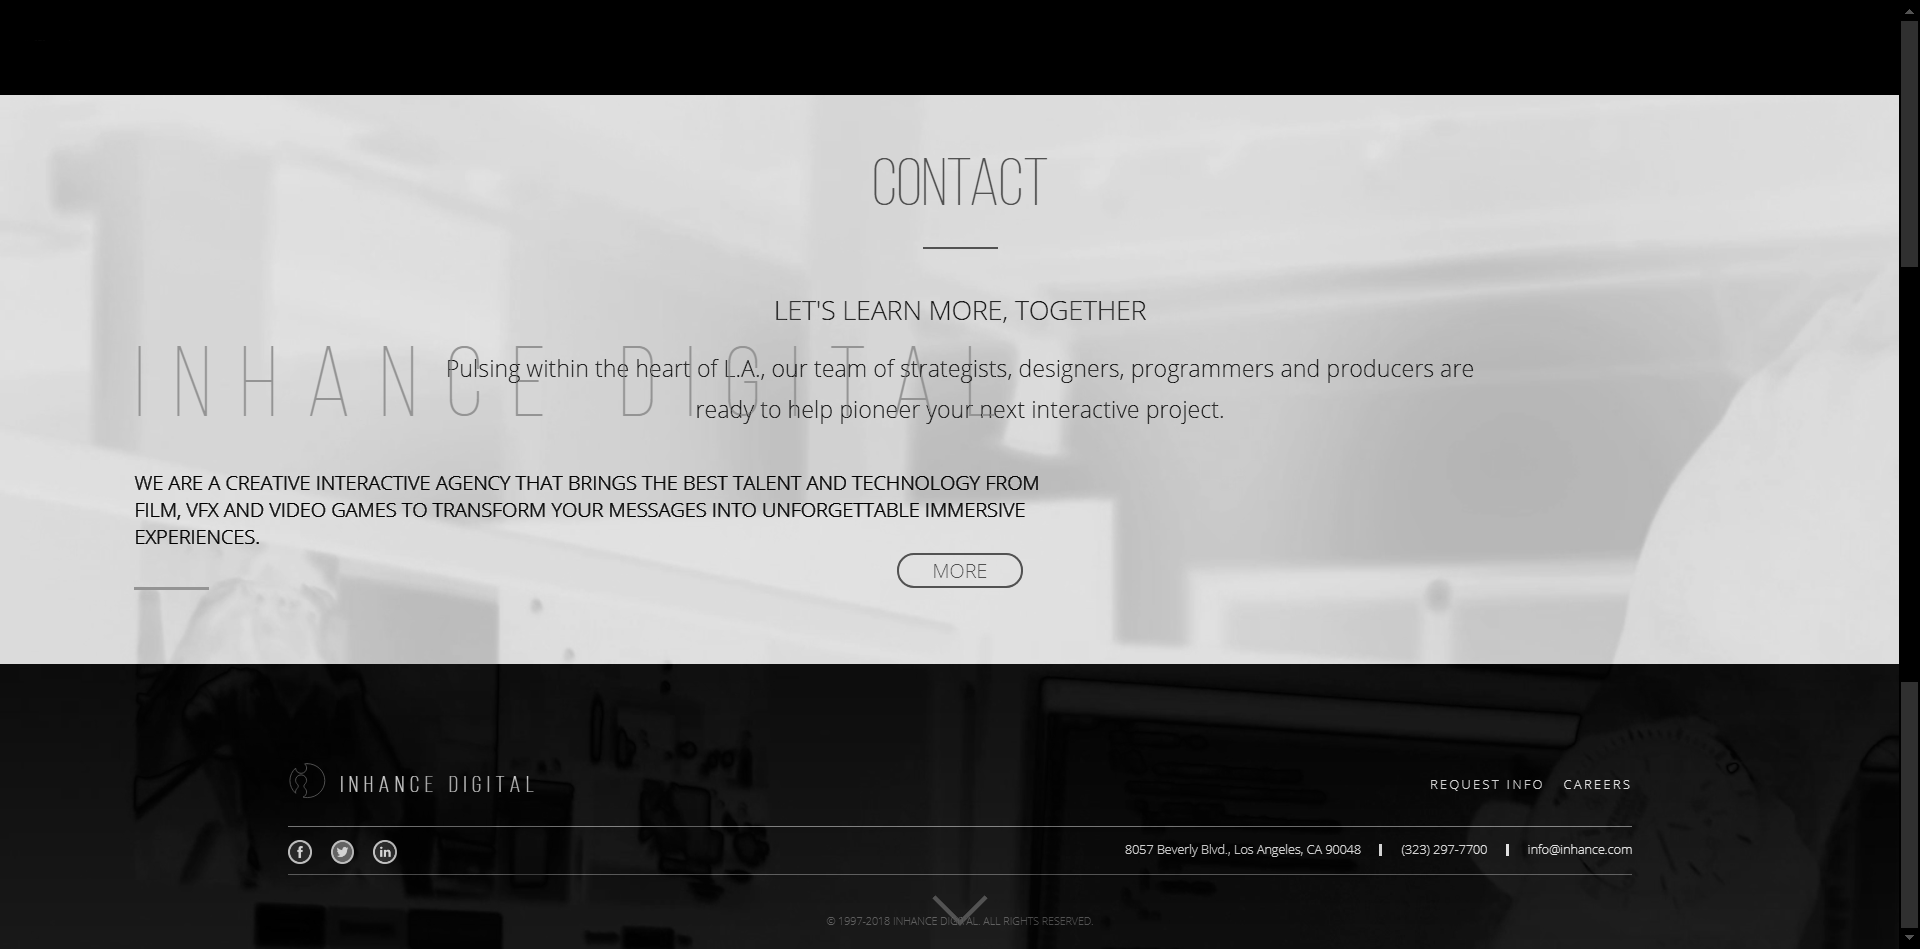 CONTACT
LET'S LEARN MORE, TOGETHER
INHANCE DIGITAL
Pulsing within the heart of L.A., our team of strategists, designers, programmers and producers are
ready to help pioneer your next interactive project.
WE ARE A CREATIVE INTERACTIVE AGENCY THAT BRINGS THE BEST TALENT AND TECHNOLOGY FROM
FILM, VFX AND VIDEO GAMES TO TRANSFORM YOUR MESSAGES INTO UNFORGETTABLE IMMERSIVE
EXPERIENCES.
MORE
INHANCE DIGITAL
REQUEST INFO CAREERS
8057 Beverly Blvd., Los Angeles, CA 90048 | (323) 297-7700 | info@inhance.com
© 1997-2018 INHANCE DIGITAL. ALL RIGHTS RESERVED.